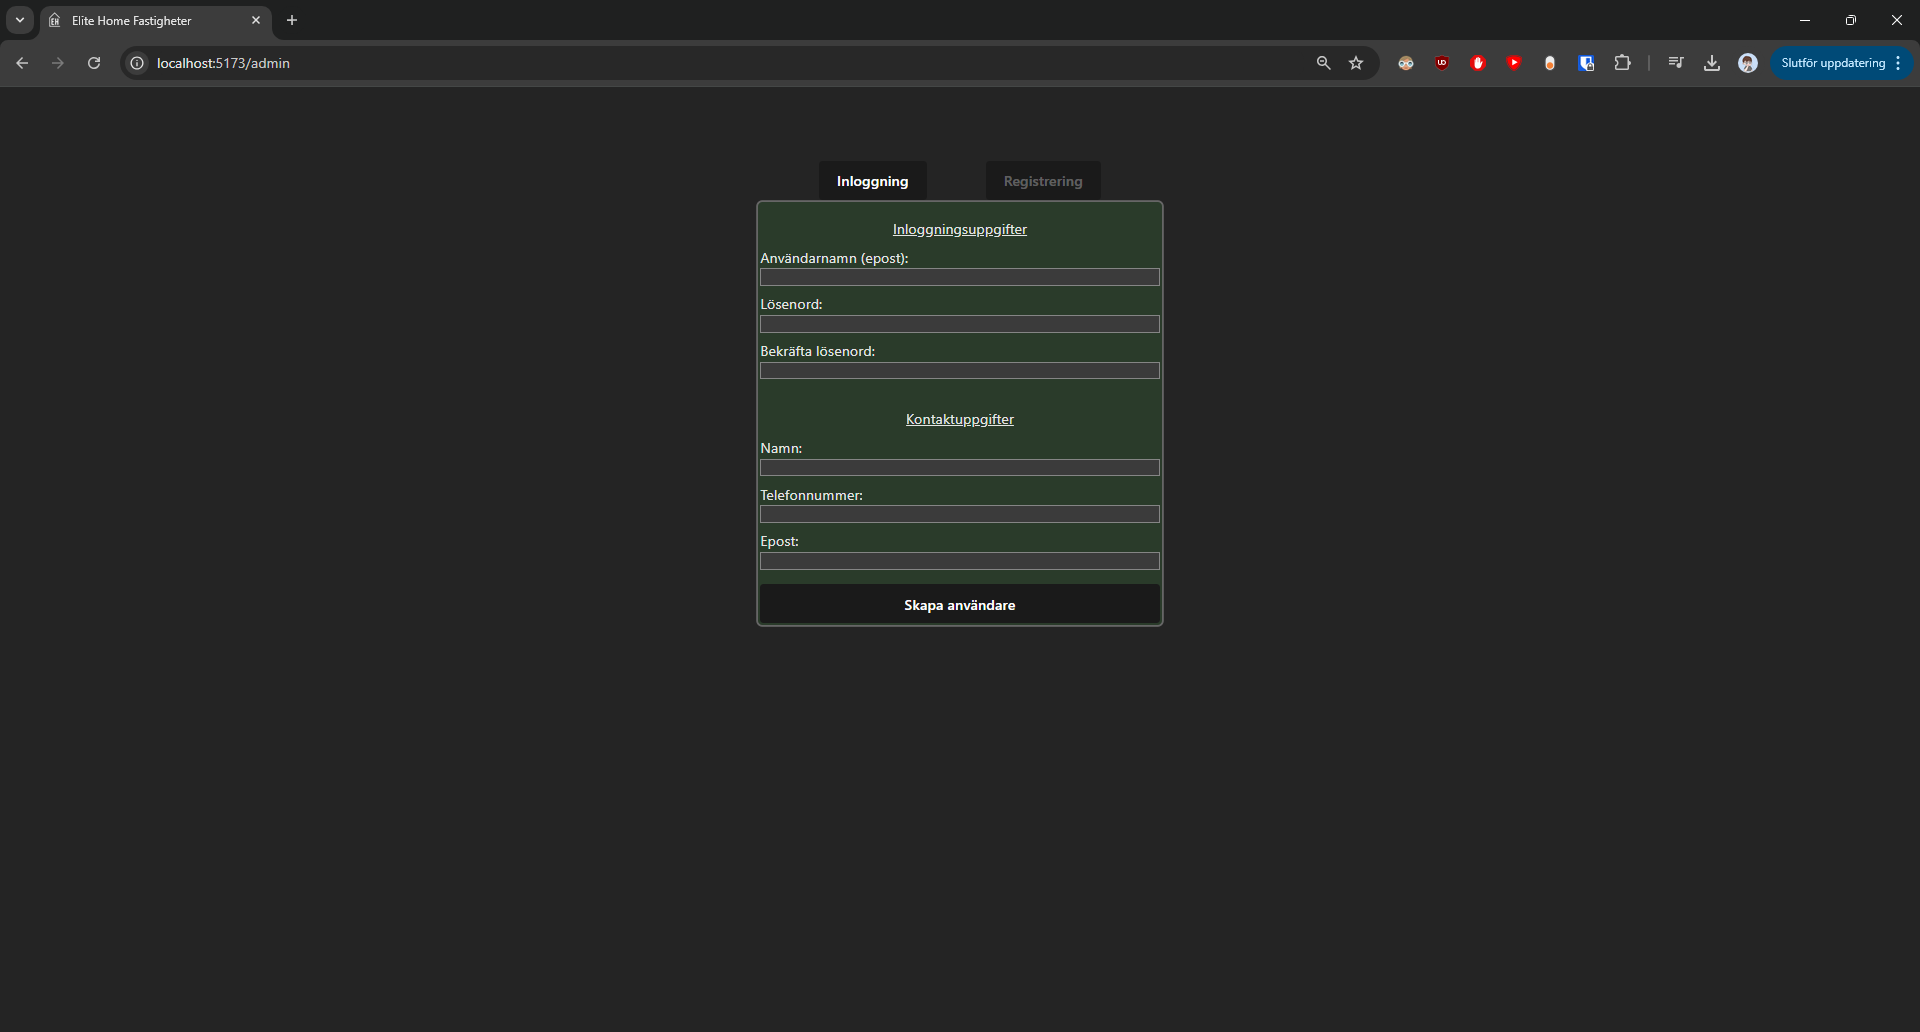 Elite Home Fastigheter
localhost:5173/admin
Slutför uppdatering
Inloggning
Registrering
Inloggningsuppgifter
Användarnamn (epost):
Lösenord:
Bekräfta lösenord:
Kontaktuppgifter
Namn:
Telefonnummer:
Epost:
Skapa användare